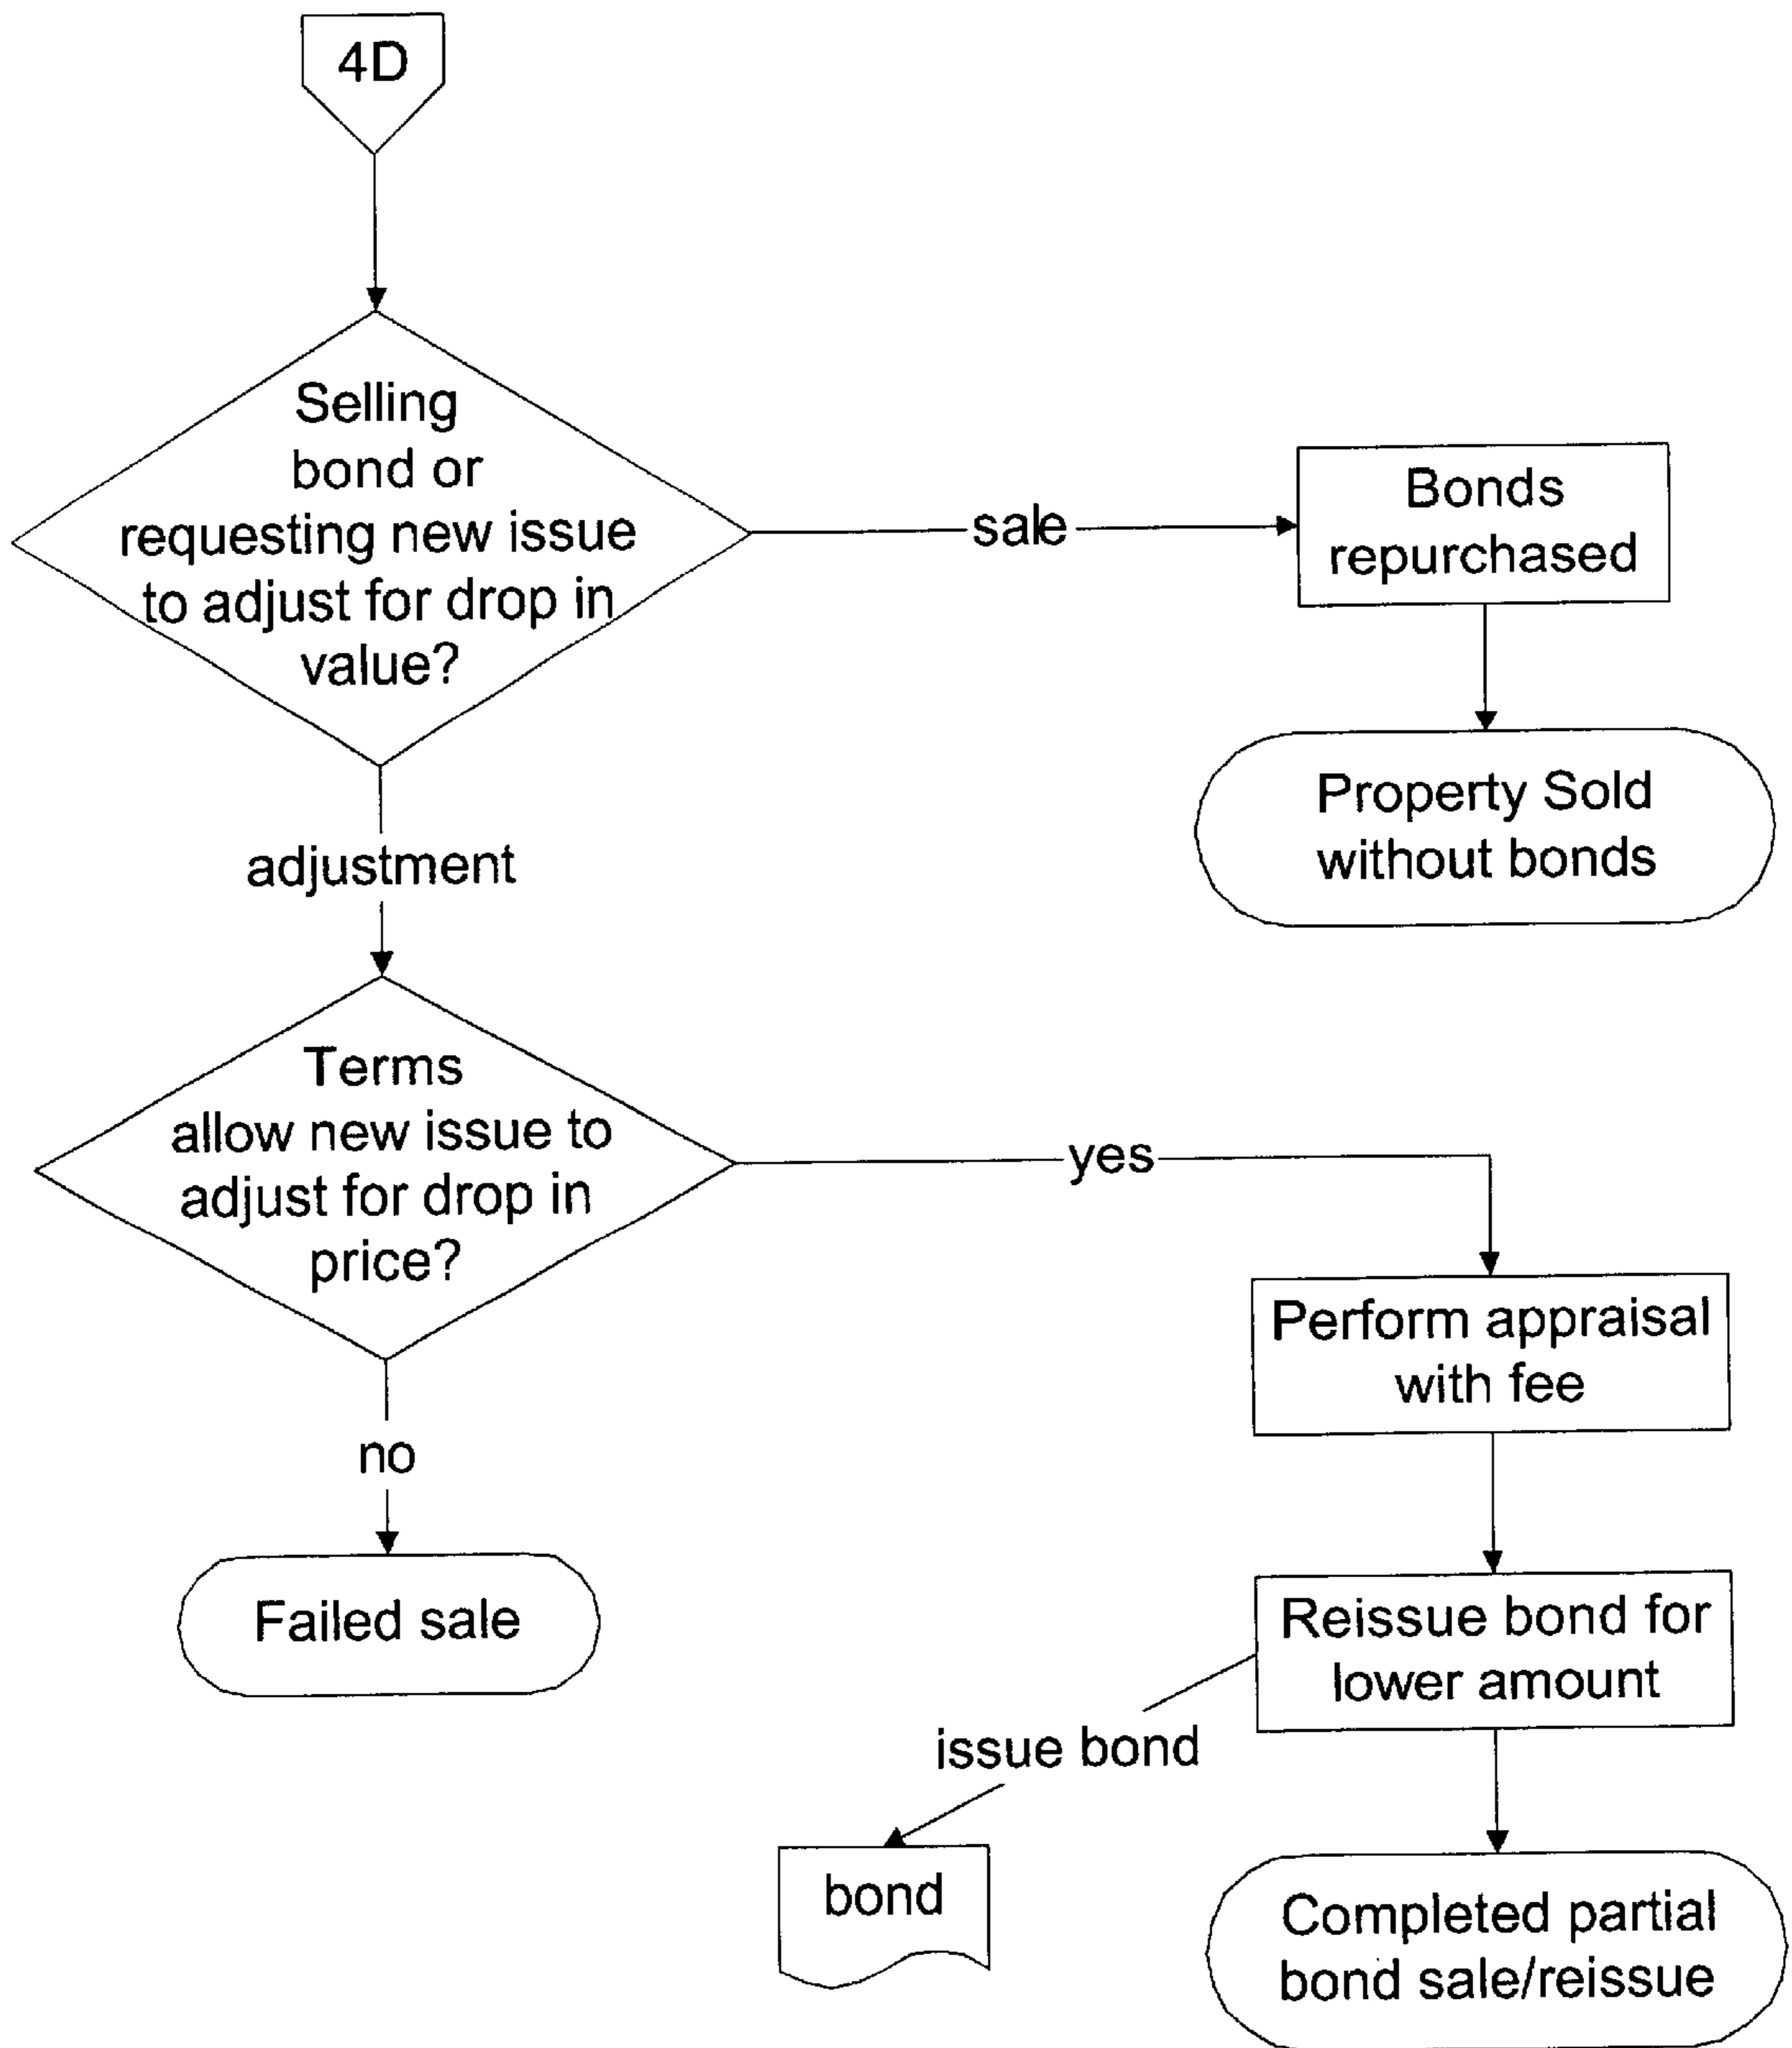 4D
Selling
bond or
requesting new issue
to adjust for drop in
value?
sale
Bonds
repurchased
Property Sold
without bonds
adjustment
Terms
allow new issue to
adjust for drop in
price?
yes
Perform appraisal
with fee
no
Failed sale
Reissue bond for
lower amount
issue bond
bond
Completed partial
bond sale/reissue